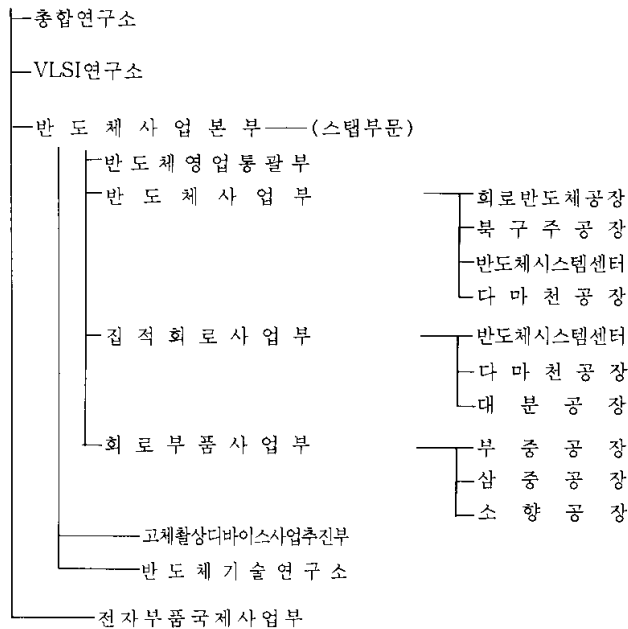 총합연구소
VLSI연구소
반도체사업본부 (스탭부문)
반도체영업통괄부
반도체사업부 회로반도체공장
북구주공장
반도체시스템센터
다마천공장
집적회로사업부 반도체시스템센터
다마천공장
대분공장
회로부품사업부 부중공장
삼중공장
소향공장
고체촬상디바이스사업추진부
반도체기술연구소
전자부품국제사업부